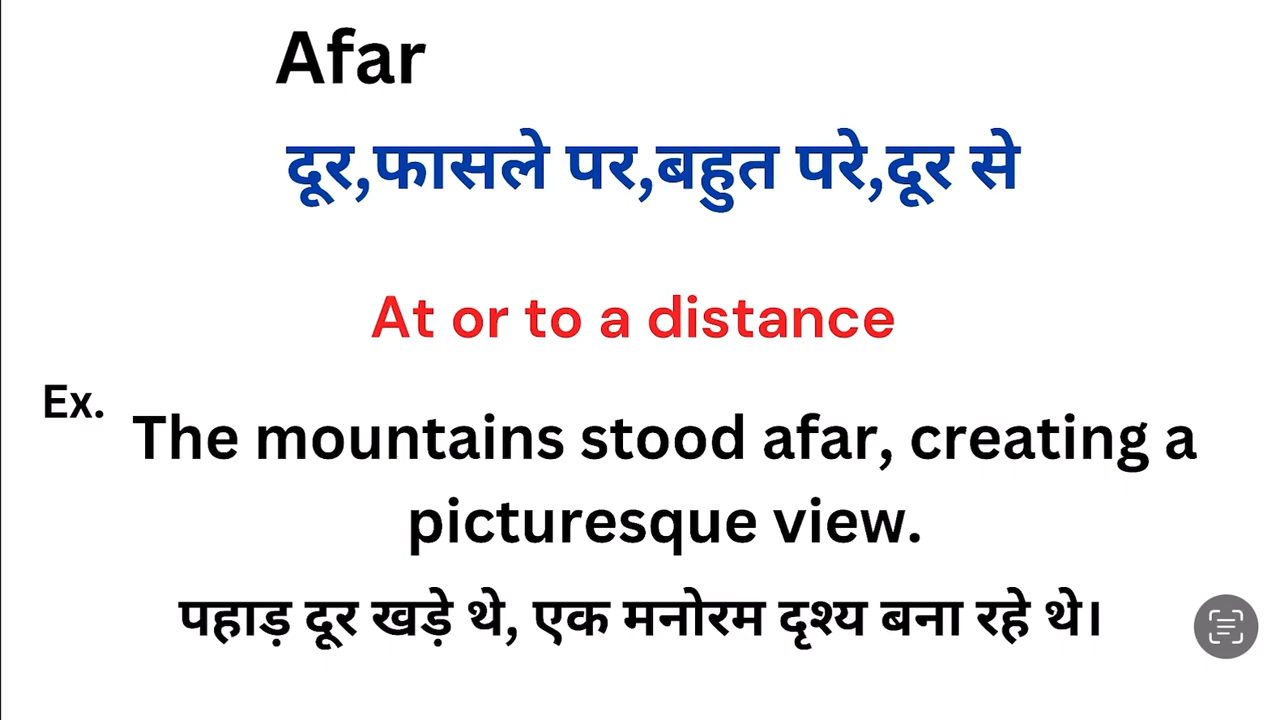 Afar
दूर,फासले पर,बहुत परे,दूर से
At or to a distance
Ex.
The mountains stood afar, creating a
picturesque view.
पहाड़ दूर खड़े थे, एक मनोरम दृश्य बना रहे थे।